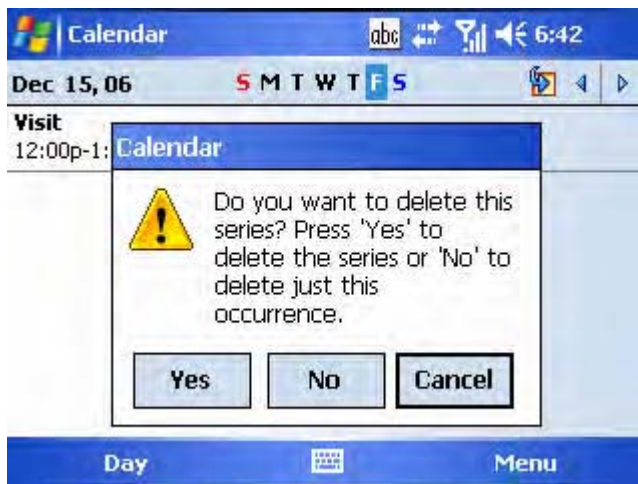 Calendar abc 6:42
Dec 15, 06 S M T W T F S
Visit
12:00p-1:
Calendar
Do you want to delete this
series? Press 'Yes' to
delete the series or 'No' to
delete just this
occurrence.
Yes No Cancel
Day Menu